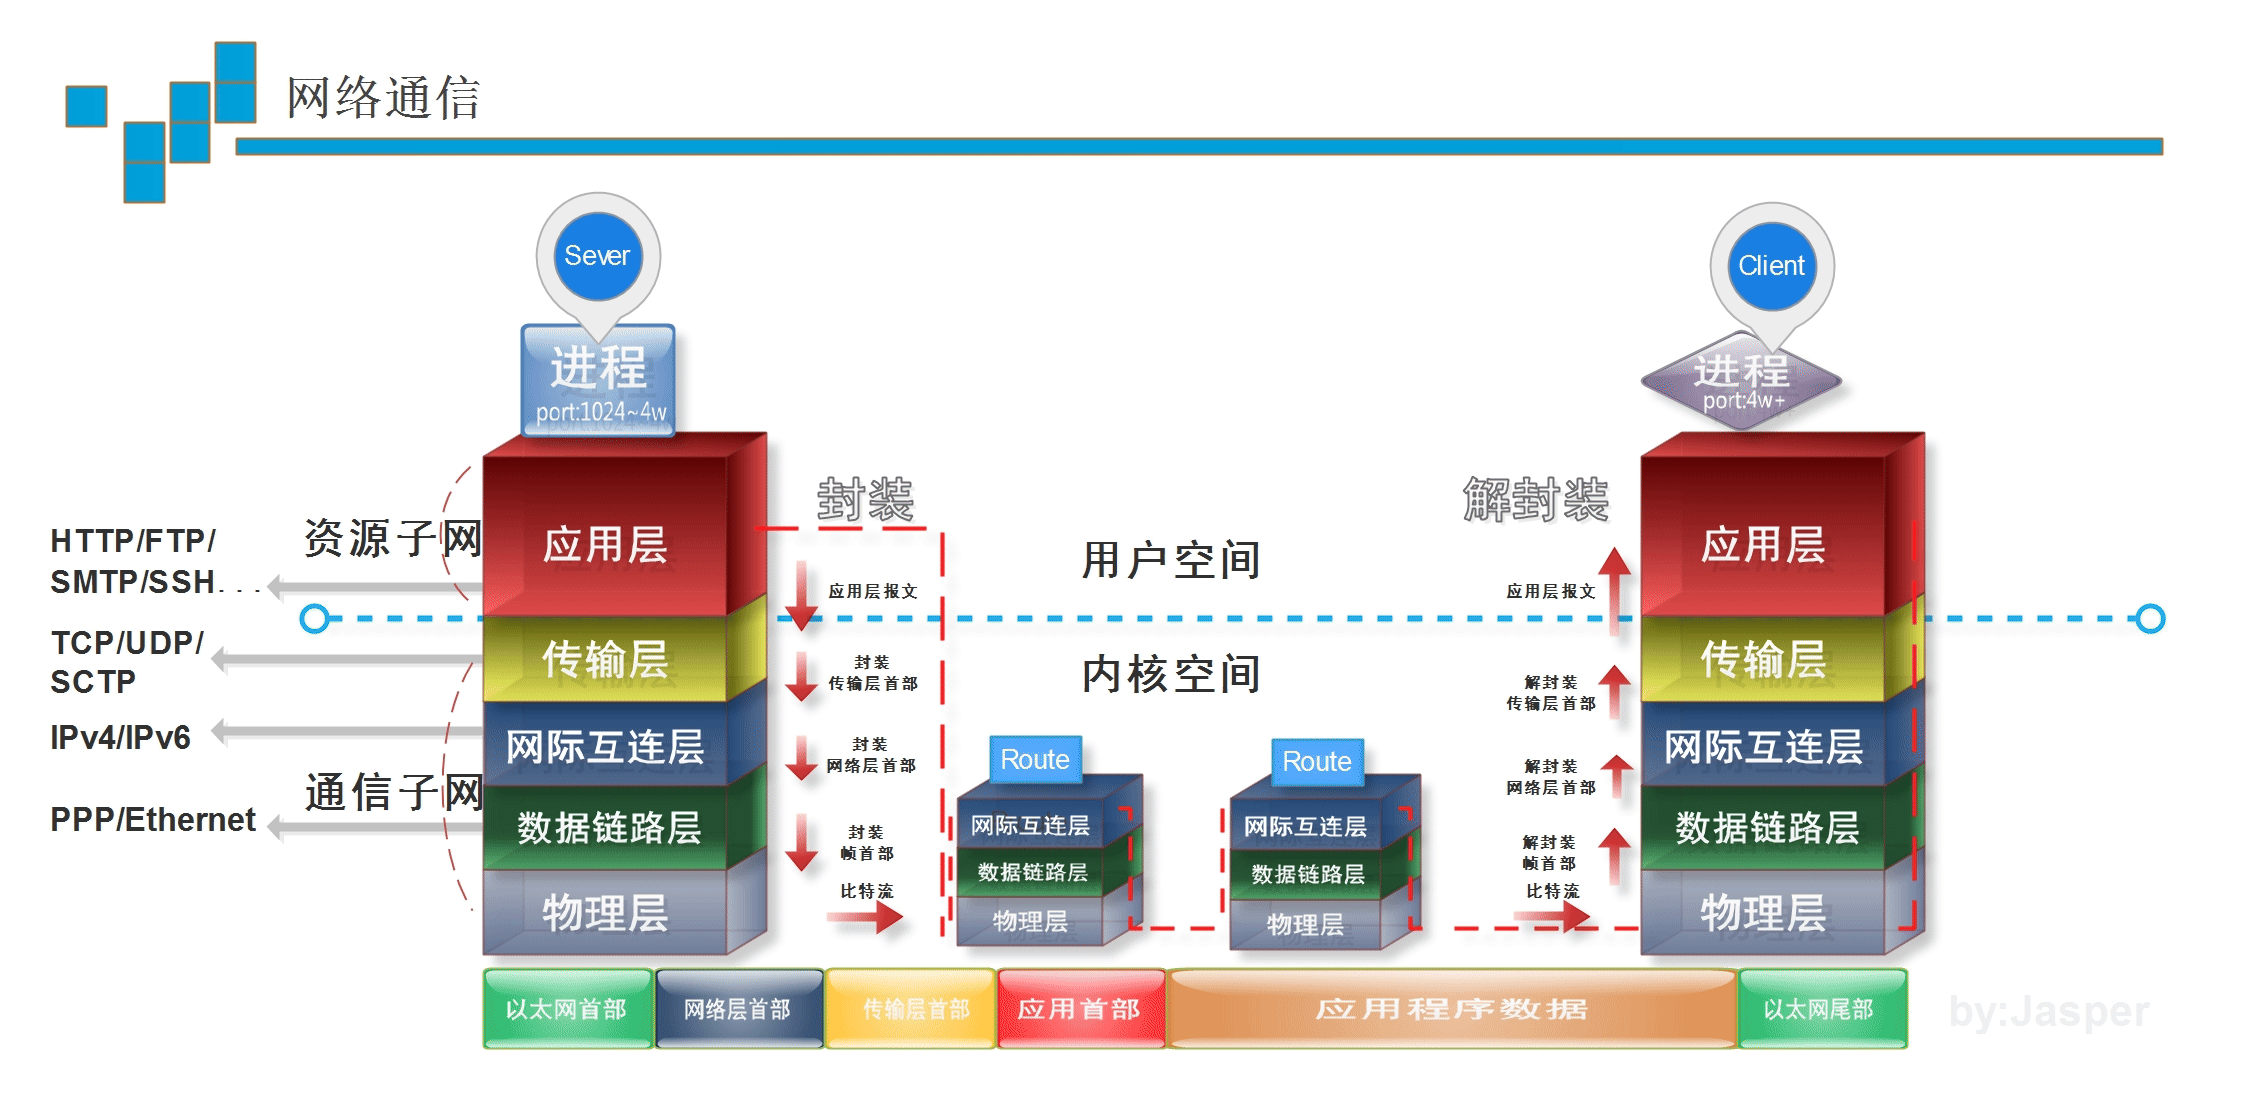 网络通信
Sever
进程
port:1024~4w
Client
进程
port:4w+
HTTP/FTP/
SMTP/SSH...
TCP/UDP/
SCTP
IPv4/IPv6
PPP/Ethernet
资源子网
通信子网
应用层
传输层
网际互连层
数据链路层
物理层
封装
应用层报文
封装
传输层首部
封装
网络层首部
封装
帧首部
比特流
用户空间
内核空间
Route
网际互连层
数据链路层
物理层
Route
网际互连层
数据链路层
物理层
解封装
应用层报文
解封装
传输层首部
解封装
网络层首部
解封装
帧首部
比特流
应用层
传输层
网际互连层
数据链路层
物理层
以太网首部
网络层首部
传输层首部
应用首部
应用程序数据
以太网尾部
by:Jasper